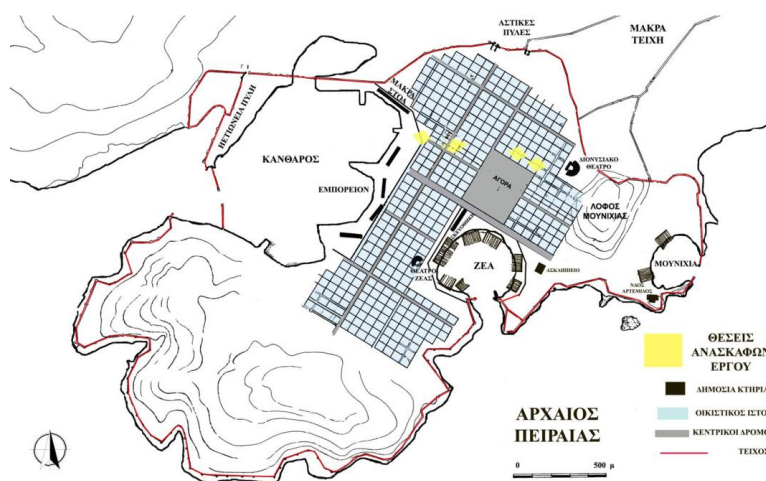 ΑΣΤΙΚΕΣ
ΠΥΛΕΣ
ΜΑΚΡΑ
ΤΕΙΧΗ
ΜΑΚΡΑ
ΣΤΟΑ
ΗΕΤΙΩΝΕΙΑ ΠΥΛΗ
ΚΑΝΘΑΡΟΣ
ΕΜΠΟΡΕΙΟΝ
ΑΓΟΡΑ
ΔΙΟΝΥΣΙΑΚΟ
ΘΕΑΤΡΟ
ΛΟΦΟΣ
ΜΟΥΝΙΧΙΑΣ
ΘΕΑΤΡΟ
ΖΕΑΣ
ΖΕΑ
ΑΣΚΛΗΠΙΕΙΟ
ΜΟΥΝΙΧΙΑ
ΝΑΟΣ
ΑΡΤΕΜΙΔΟΣ
ΘΕΣΕΙΣ
ΑΝΑΣΚΑΦΩΝ
ΕΡΓΟΥ
ΔΗΜΟΣΙΑ ΚΤΗΡΙΑ
ΟΙΚΙΣΤΙΚΟΣ ΙΣΤΟ
ΚΕΝΤΡΙΚΟΙ ΔΡΟΜΟ
ΤΕΙΧΟΣ
ΑΡΧΑΙΟΣ
ΠΕΙΡΑΙΑΣ
0 500 μ